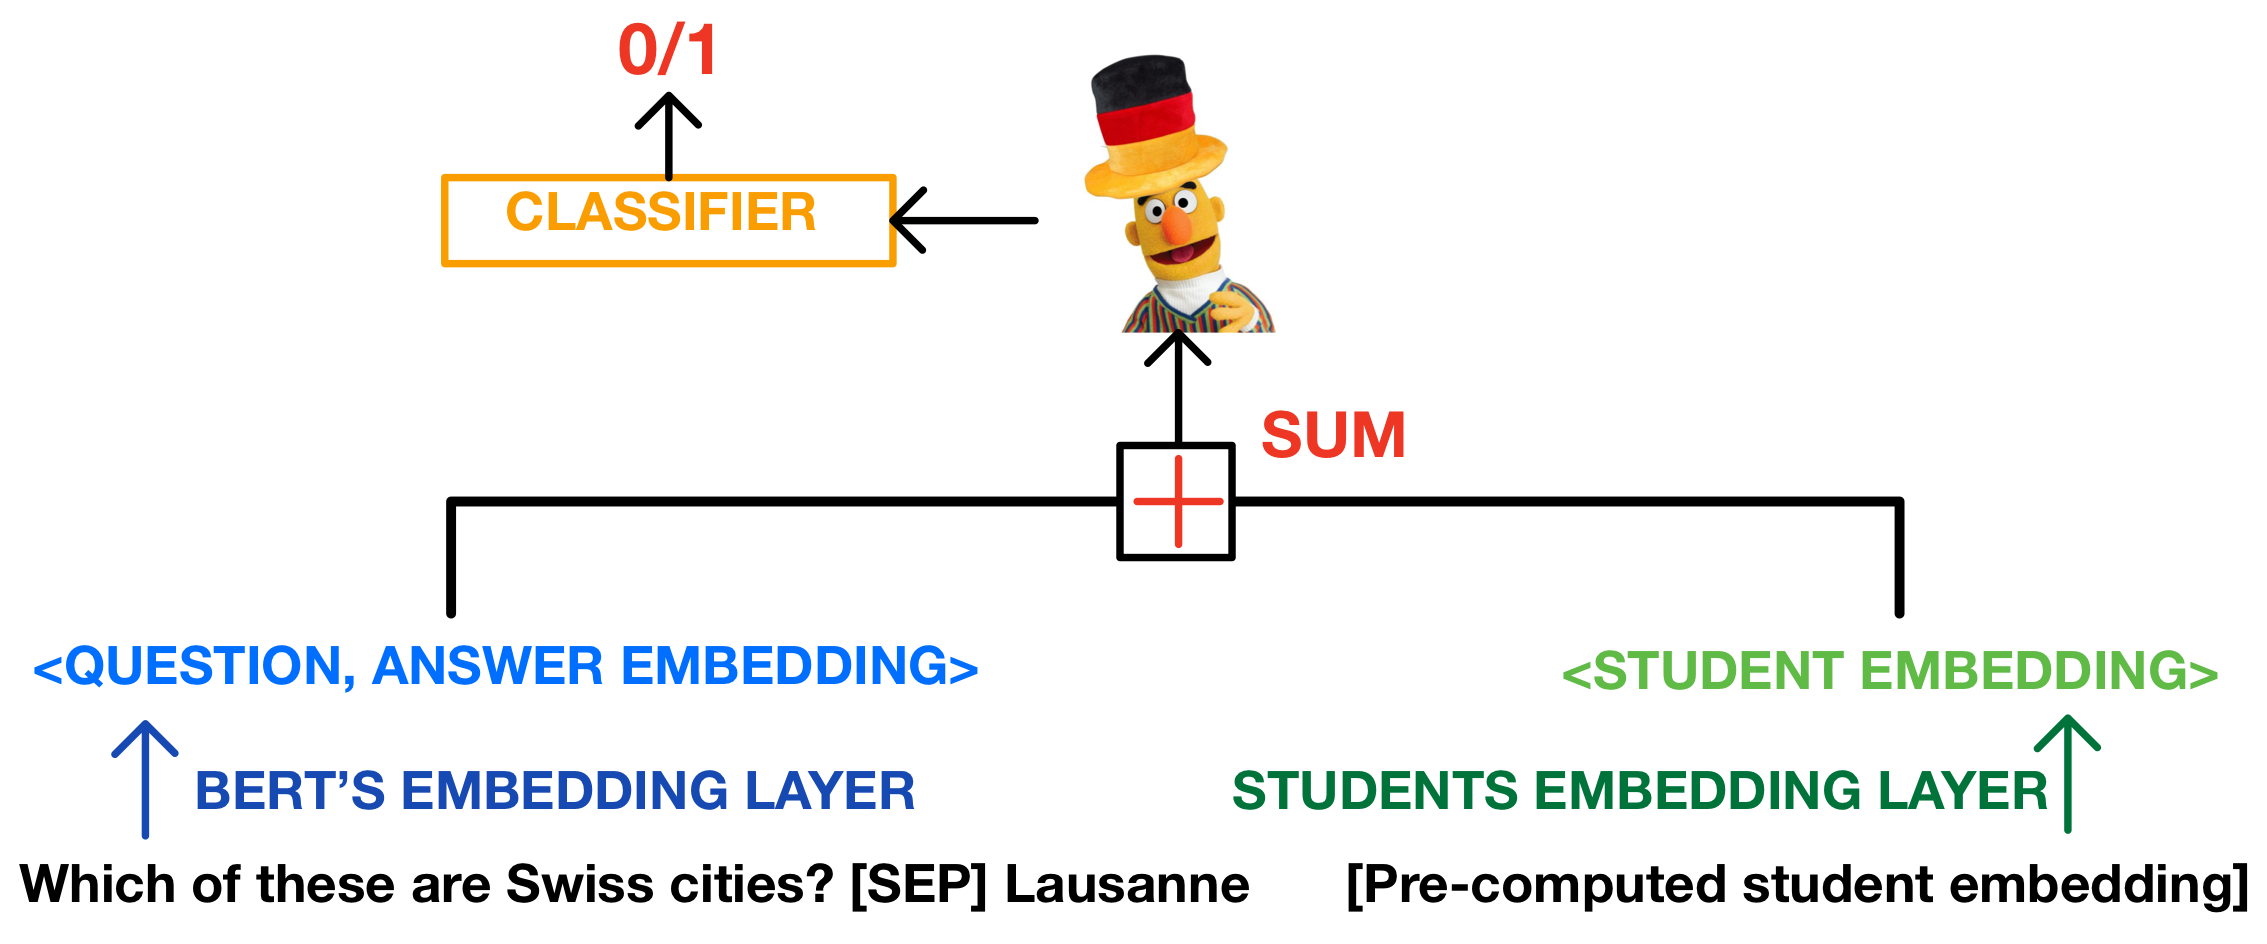 0/1
CLASSIFIER
SUM
<QUESTION, ANSWER EMBEDDING>
<STUDENT EMBEDDING>
BERT’S EMBEDDING LAYER
STUDENTS EMBEDDING LAYER
Which of these are Swiss cities? [SEP] Lausanne
[Pre-computed student embedding]